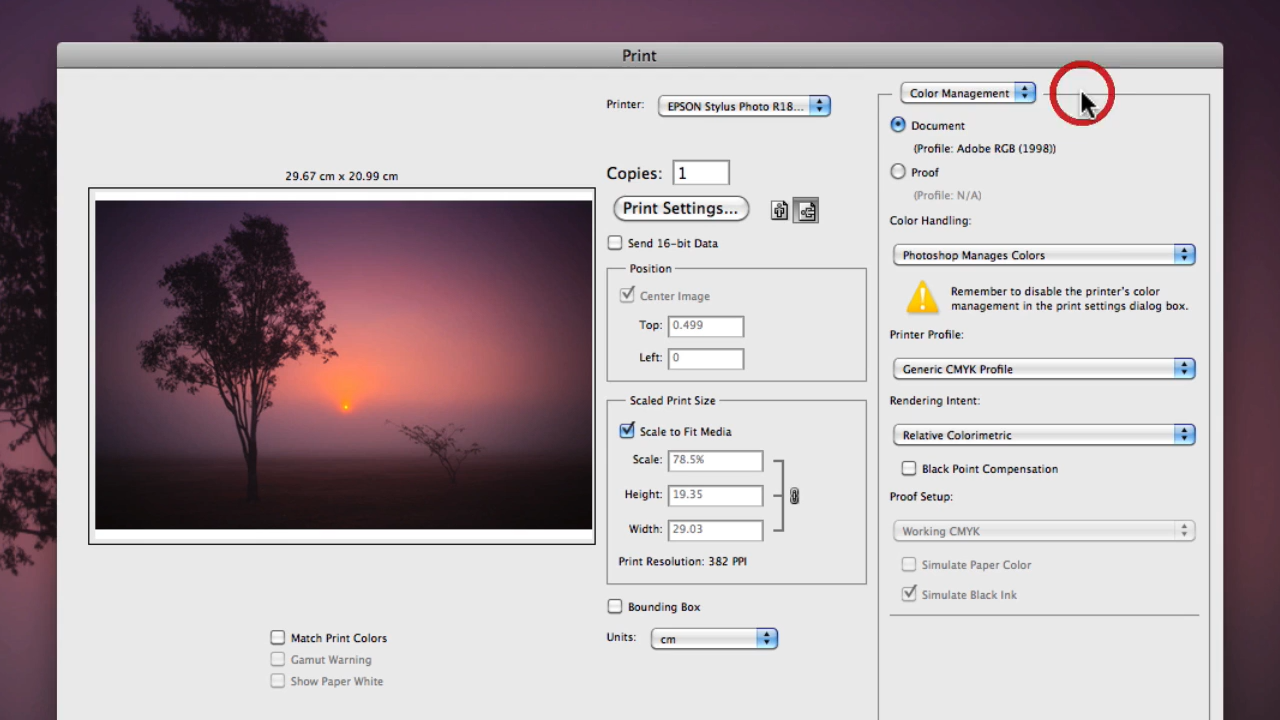 Print
Printer:
EPSON Stylus Photo R18...
29.67 cm x 20.99 cm
Copies:
1
Print Settings...
Send 16-bit Data
Position
Center Image
Top:
0.499
Left:
0
Scaled Print Size
Scale to Fit Media
Scale:
78.5%
Height:
19.35
Width:
29.03
Print Resolution: 382 PPI
Bounding Box
Units:
cm
Match Print Colors
Gamut Warning
Show Paper White
Color Management
Document
(Profile: Adobe RGB (1998))
Proof
(Profile: N/A)
Color Handling:
Photoshop Manages Colors
Remember to disable the printer's color
management in the print settings dialog box.
Printer Profile:
Generic CMYK Profile
Rendering Intent:
Relative Colorimetric
Black Point Compensation
Proof Setup:
Working CMYK
Simulate Paper Color
Simulate Black Ink